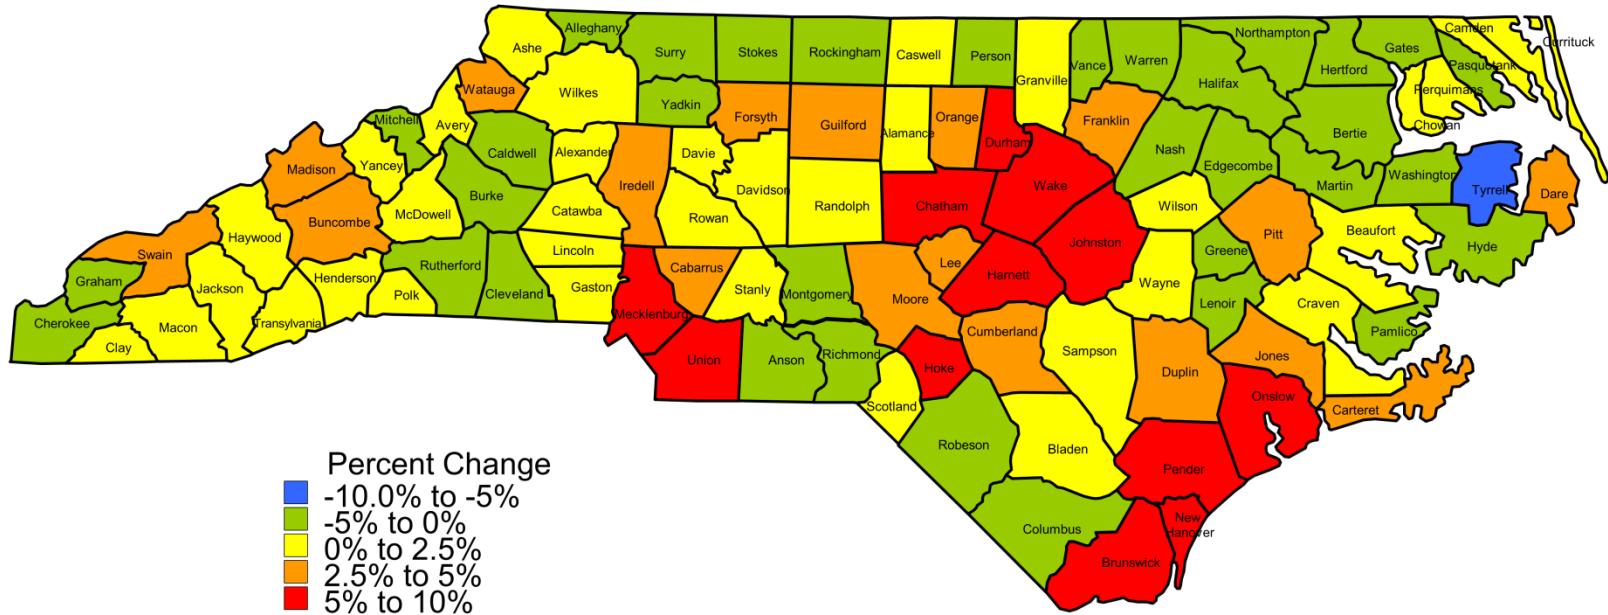 Alleghany
Ashe
Surry
Stokes
Rockingham
Caswell
Person
Granville
Vance
Warren
Northampton
Gates
Camden
Currituck
Hertford
Halifax
Pasquotank
Perquimans
Chowan
Watauga
Wilkes
Yadkin
Forsyth
Guilford
Alamance
Orange
Durham
Franklin
Nash
Edgecombe
Bertie
Mitchell
Avery
Caldwell
Alexander
Iredell
Davie
Davidson
Randolph
Chatham
Wake
Wilson
Martin
Washington
Tyrrell
Dare
Madison
Yancey
Burke
McDowell
Buncombe
Catawba
Rowan
Johnston
Pitt
Beaufort
Hyde
Haywood
Swain
Graham
Jackson
Henderson
Rutherford
Cleveland
Lincoln
Gaston
Cabarrus
Stanly
Montgomery
Moore
Lee
Harnett
Wayne
Greene
Lenoir
Craven
Pamlico
Cherokee
Clay
Macon
Transylvania
Polk
Mecklenburg
Union
Anson
Richmond
Hoke
Cumberland
Sampson
Duplin
Jones
Onslow
Carteret
Scotland
Robeson
Bladen
Pender
Columbus
New
Hanover
Brunswick
Percent Change
-10.0% to -5%
-5% to 0%
0% to 2.5%
2.5% to 5%
5% to 10%